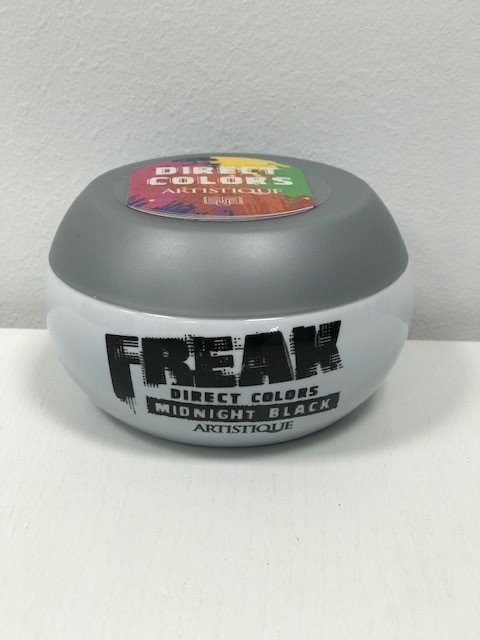 DIRECT
COLORS
ARTISTIQUE
FREAK
DIRECT COLORS
MIDNIGHT BLACK
ARTISTIQUE